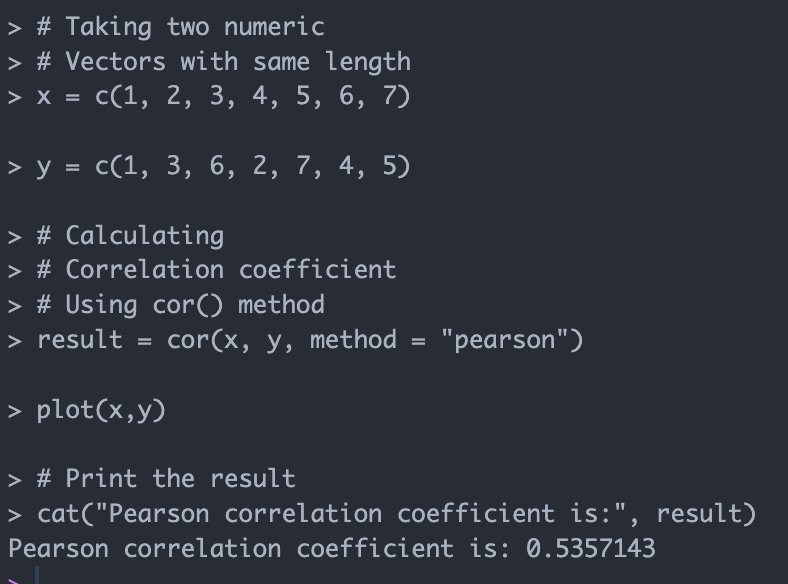 > # Taking two numeric
> # Vectors with same length
> x = c(1, 2, 3, 4, 5, 6, 7)
> y = c(1, 3, 6, 2, 7, 4, 5)
> # Calculating
> # Correlation coefficient
> # Using cor() method
> result = cor(x, y, method = "pearson")
> plot(x,y)
> # Print the result
> cat("Pearson correlation coefficient is:", result)
Pearson correlation coefficient is: 0.5357143
>